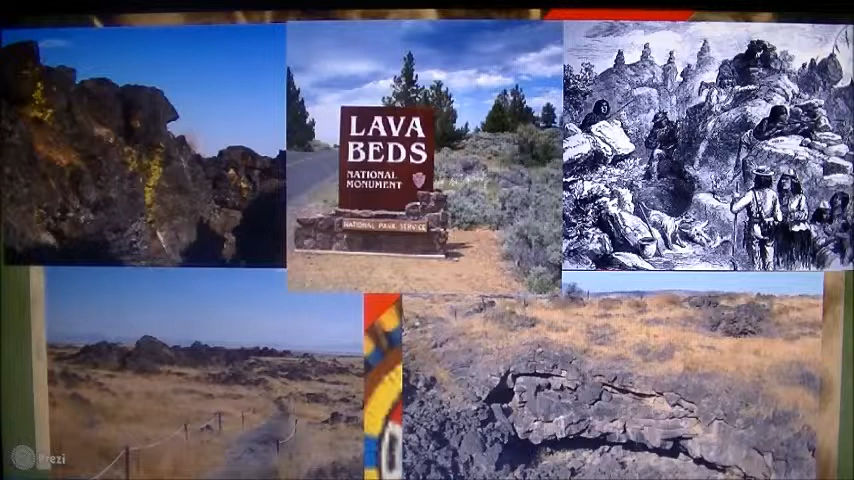 LAVA
BEDS
NATIONAL
MONUMENT
NATIONAL PARK SERVICE
Prezi